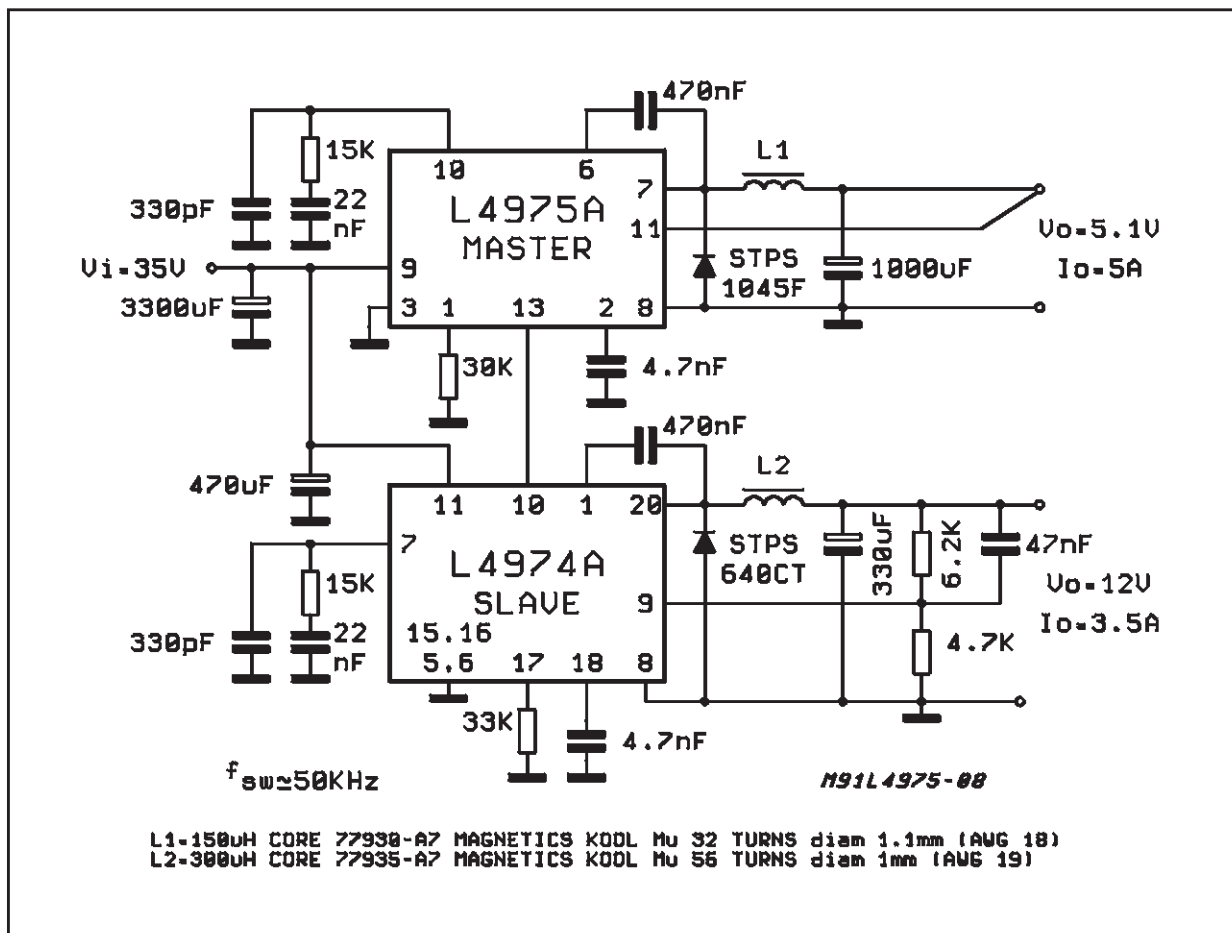 470nF
15K
10
6
L1
330pF
22
nF
L4975A
MASTER
7
11
Vo=5.1V
Vi=35V
9
STPS
1045F
1000uF
Io=5A
3300uF
3
1
13
2
8
30K
4.7nF
470nF
L2
470uF
11
10
1
20
7
L4974A
SLAVE
STPS
640CT
330uF
6.2K
47nF
15K
9
Vo=12V
Io=3.5A
330pF
22
nF
15.16
5.6
17
18
8
4.7K
33K
4.7nF
fsw≃50KHz
M91L4975-08
L1=150uH CORE 77930-A7 MAGNETICS KOOL Mu 32 TURNS diam 1.1mm (AWG 18)
L2=300uH CORE 77935-A7 MAGNETICS KOOL Mu 56 TURNS diam 1mm (AWG 19)